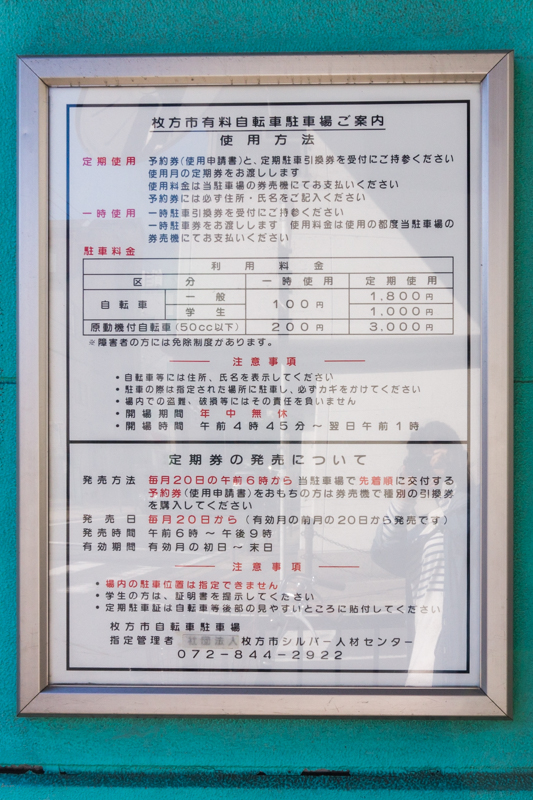 枚方市有料自転車駐車場ご案内
使用方法
定期使用 予約券(使用申請書)と、定期駐車引換券を受付にご持参ください
使用月の定期券をお渡しします
使用料金は当駐車場の券売機にてお支払いください
予約券には必ず住所・氏名をご記入ください
一時使用 一時駐車引換券を受付にご持参ください
一時駐車券をお渡しします 使用料金は使用の都度当駐車場の
券売機にてお支払いください
駐車料金
利用料金
区分 一時使用 定期使用
自転車 一般 100円 1.800円
学生 1.000円
原動機付自転車(50cc以下) 200円 3.000円
※障害者の方には免除制度があります。
注意事項
・自転車等には住所、氏名を表示してください
・駐車の際は指定された場所に駐車し、必ずカギをかけてください
・場内での盗難、破損等にはその責任を負いません
・開場期間 年中無休
・開場時間 午前4時45分~翌日午前1時
定期券の発売について
発売方法 毎月20日の午前6時から当駐車場で先着順に交付する
予約券(使用申請書)をおもちの方は券売機で種別の引換券
を購入してください
発売日 毎月20日から(有効月の前月の20日から発売です)
発売時間 午前6時~午後9時
有効期間 有効月の初日~末日
注意事項
・場内の駐車位置は指定できません
・学生の方は、証明書を提示してください
・定期駐車証は自転車等後部の見やすいところに貼付してください
枚方市自転車駐車場
指定管理者 社団法人枚方市シルバー人材センター
072-844-2922